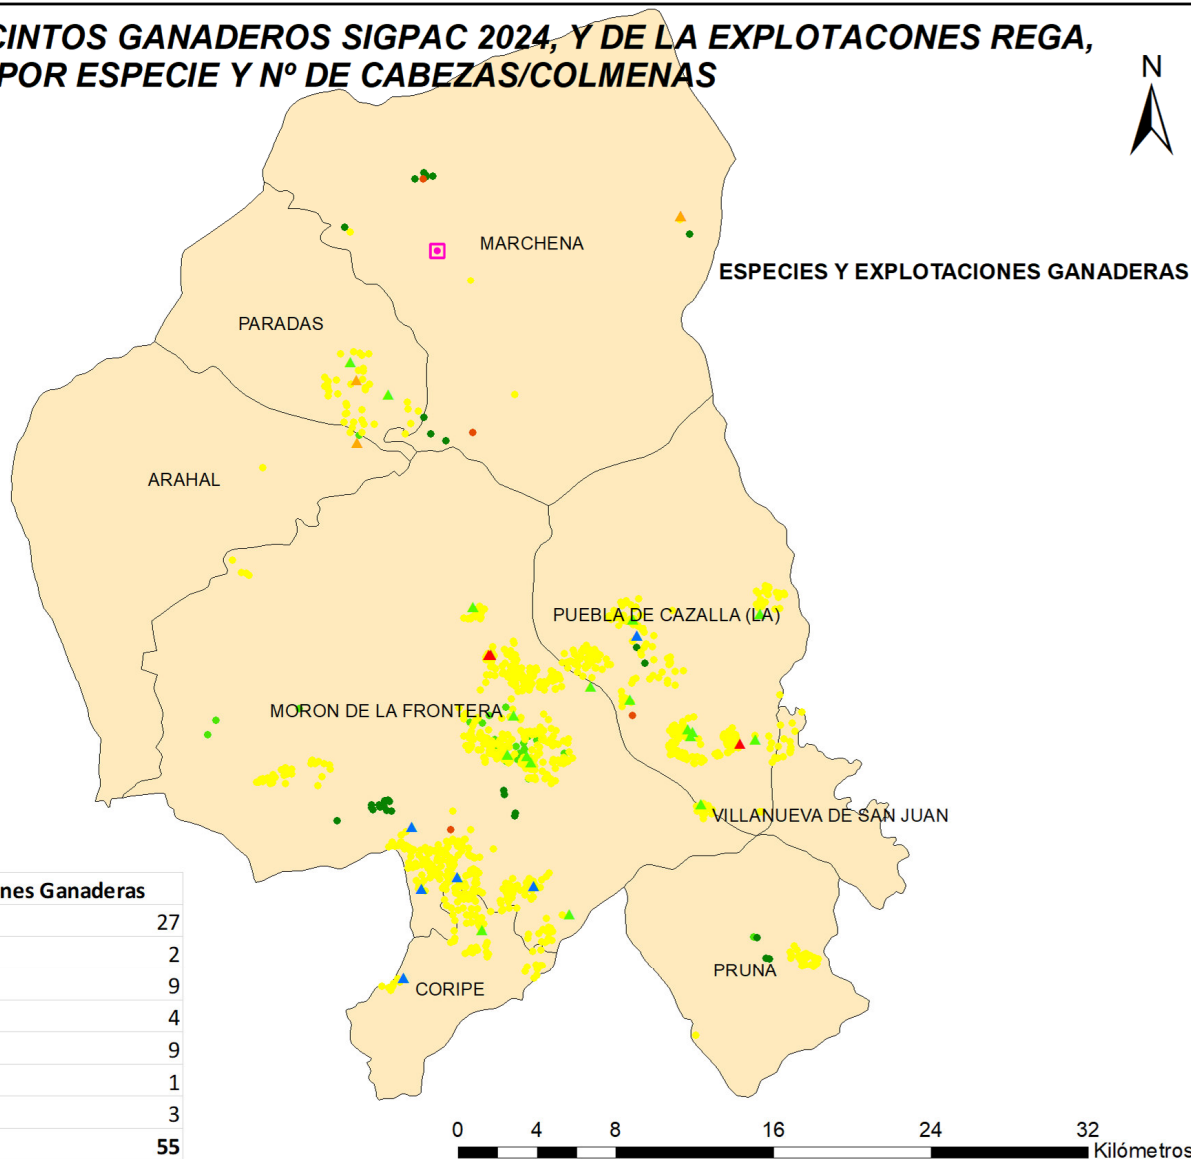 CINTOS GANADEROS SIGPAC 2024, Y DE LA EXPLOTACONES REGA,
POR ESPECIE Y Nº DE CABEZAS/COLMENAS
N
MARCHENA
ESPECIES Y EXPLOTACIONES GANADERAS
PARADAS
ARAHAL
PUEBLA DE CAZALLA (LA)
MORON DE LA FRONTERA
VILLANUEVA DE SAN JUAN
nes Ganaderas
27
2
9
4
9
1
3
55
PRUNA
CORIPE
0 4 8 16 24 32
Kilómetros